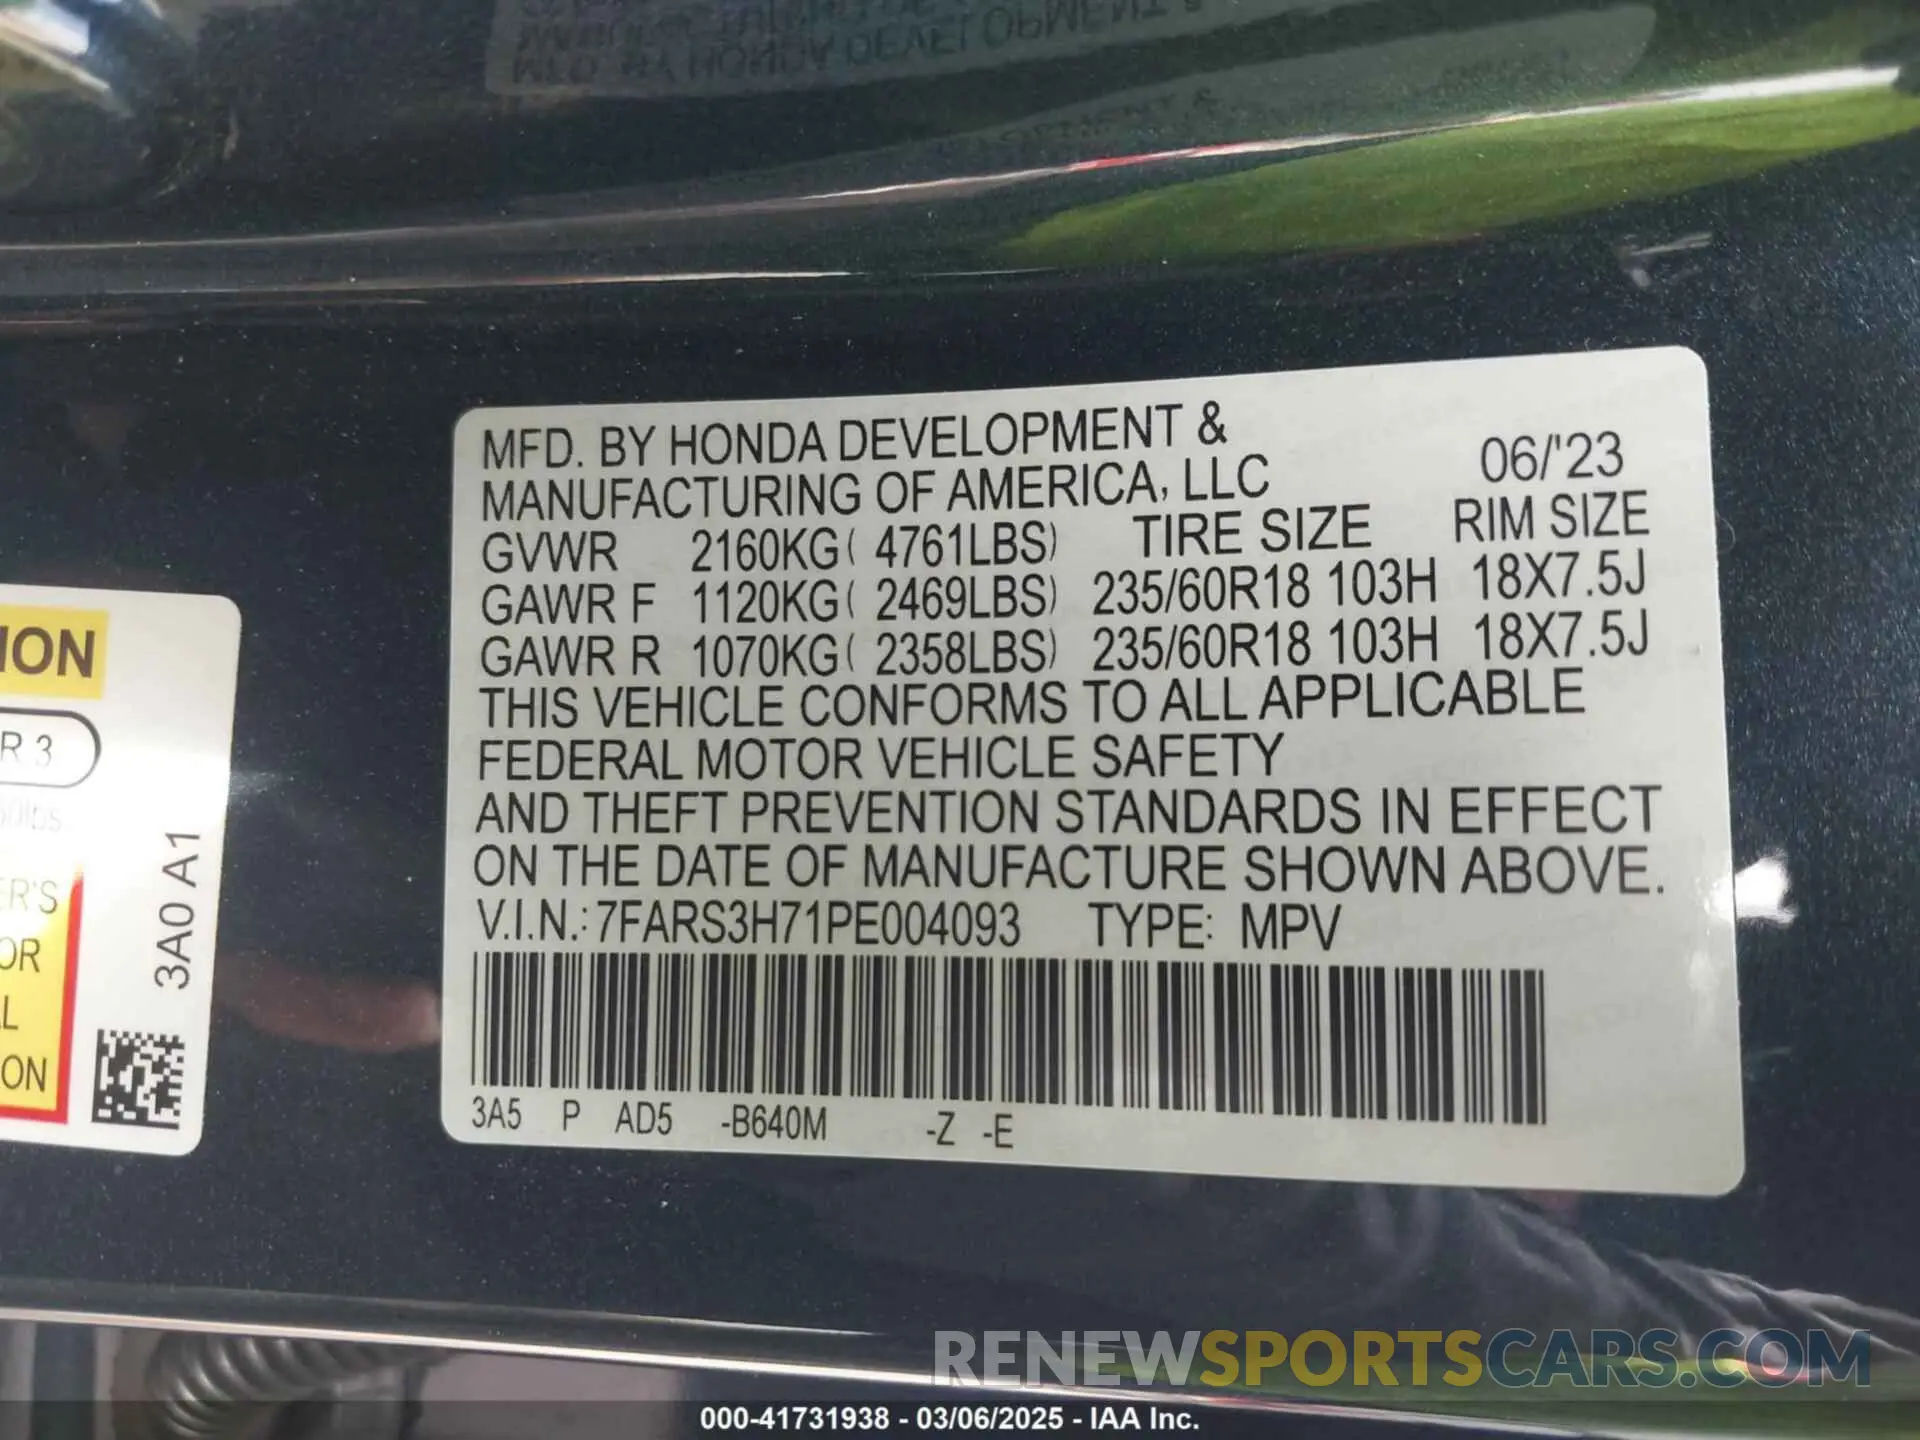 MFD. BY HONDA DEVELOPMENT &
MANUFACTURING OF AMERICA, LLC 06/'23
GVWR 2160KG( 4761LBS) TIRE SIZE RIM SIZE
GAWR F 1120KG( 2469LBS) 235/60R18 103H 18X7.5J
GAWR R 1070KG( 2358LBS) 235/60R18 103H 18X7.5J
THIS VEHICLE CONFORMS TO ALL APPLICABLE
FEDERAL MOTOR VEHICLE SAFETY
AND THEFT PREVENTION STANDARDS IN EFFECT
ON THE DATE OF MANUFACTURE SHOWN ABOVE.
V.I.N.: 7FARS3H71PE004093 TYPE: MPV
3A5 P AD5 -B640M -Z -E
R 3
3A0 A1
RENEWSPORTSCARS.COM
000-41731938 - 03/06/2025 - IAA Inc.